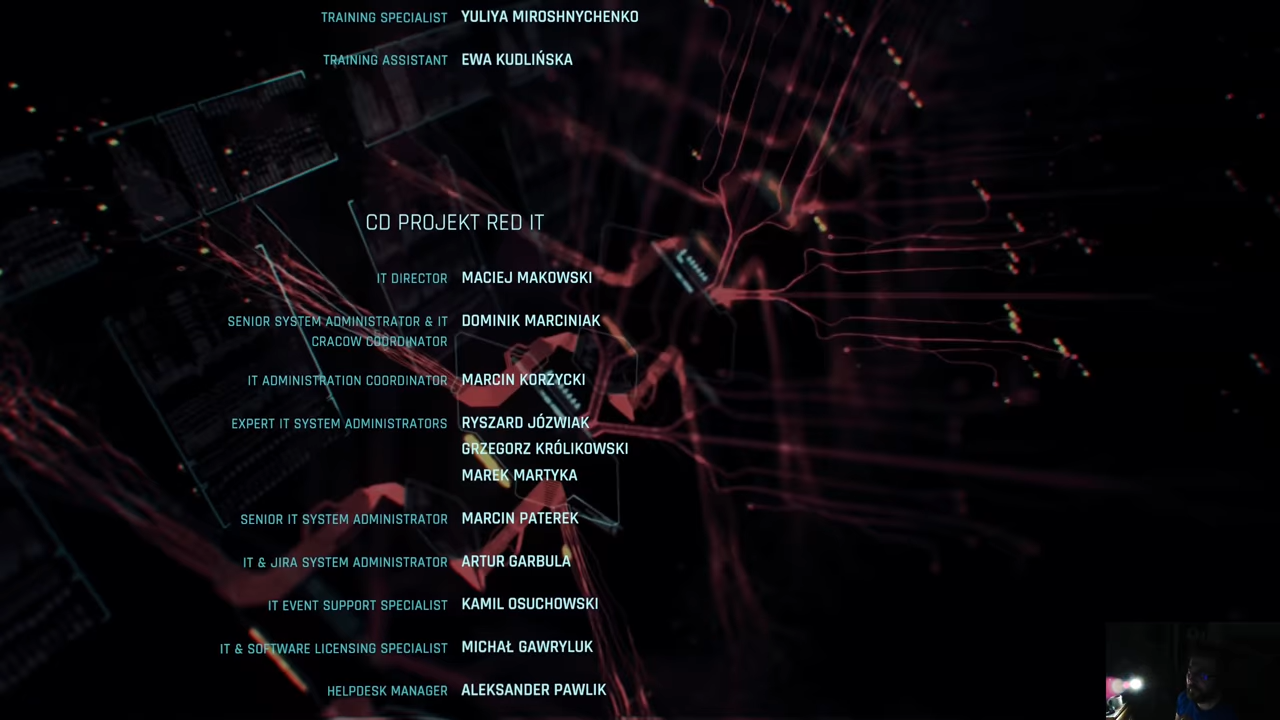 TRAINING SPECIALIST YULIYA MIROSHNYCHENKO
TRAINING ASSISTANT EWA KUDLIŃSKA
CD PROJEKT RED IT
IT DIRECTOR MACIEJ MAKOWSKI
SENIOR SYSTEM ADMINISTRATOR & IT DOMINIK MARCINIAK
CRACOW COORDINATOR
IT ADMINISTRATION COORDINATOR MARCIN KORZYCKI
EXPERT IT SYSTEM ADMINISTRATORS RYSZARD JÓZWIAK
GRZEGORZ KRÓLIKOWSKI
MAREK MARTYKA
SENIOR IT SYSTEM ADMINISTRATOR MARCIN PATEREK
IT & JIRA SYSTEM ADMINISTRATOR ARTUR GARBULA
IT EVENT SUPPORT SPECIALIST KAMIL OSUCHOWSKI
IT & SOFTWARE LICENSING SPECIALIST MICHAŁ GAWRYLUK
HELPDESK MANAGER ALEKSANDER PAWLIK